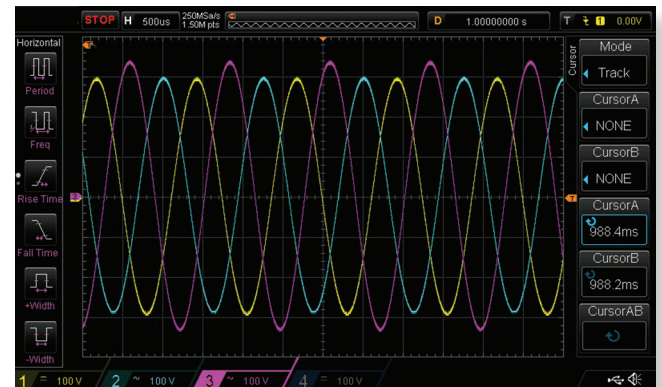 STOP H 500us 250MSa/s 1.50M pts D 1.00000000 s T 1 0.00V
Horizontal
Period
Freq
Rise Time
Fall Time
+Width
-Width
T
3
T
Cursor
Mode
Track
CursorA
NONE
CursorB
NONE
CursorA
988.4ms
CursorB
988.2ms
CursorAB
1 = 100 V 2 ~ 100 V 3 ~ 100 V 4 = 100 V